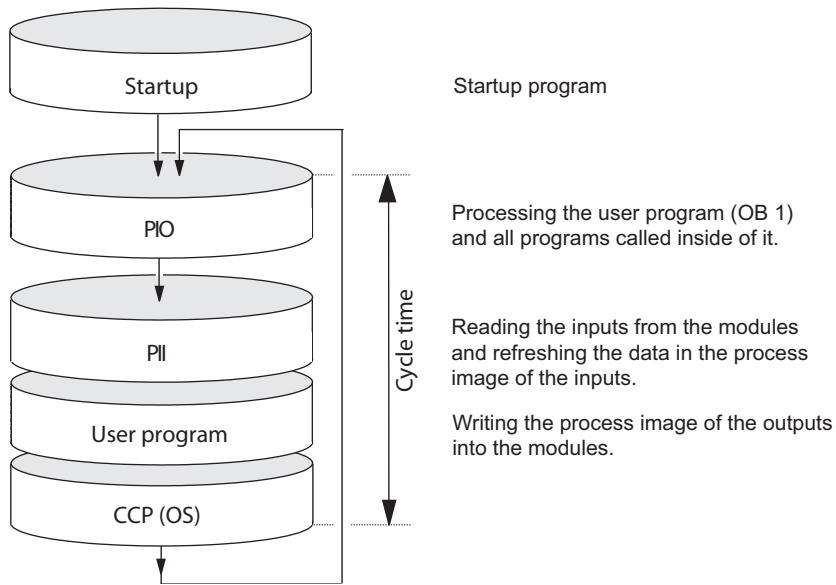 Startup
Startup program
PIO
Processing the user program (OB 1)
and all programs called inside of it.
Cycle time
PII
Reading the inputs from the modules
and refreshing the data in the process
image of the inputs.
User program
Writing the process image of the outputs
into the modules.
CCP (OS)